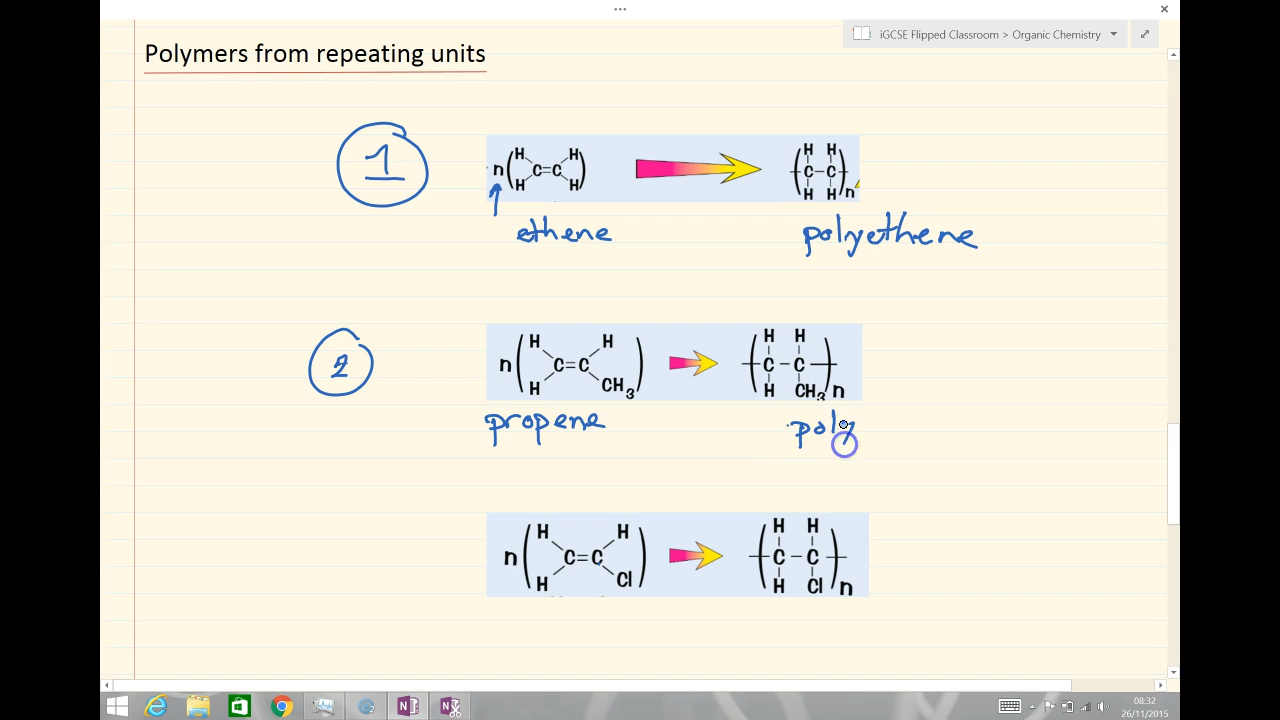 iGCSE Flipped Classroom > Organic Chemistry
Polymers from repeating units
1
n ( H H C=C H H )
( H H C-C H H ) n
ethene
polyethene
2
n ( H H C=C H CH3 )
( H H C-C H CH3 ) n
propene
poly
n ( H H C=C H Cl )
( H H C-C H Cl ) n
08:32
26/11/2015